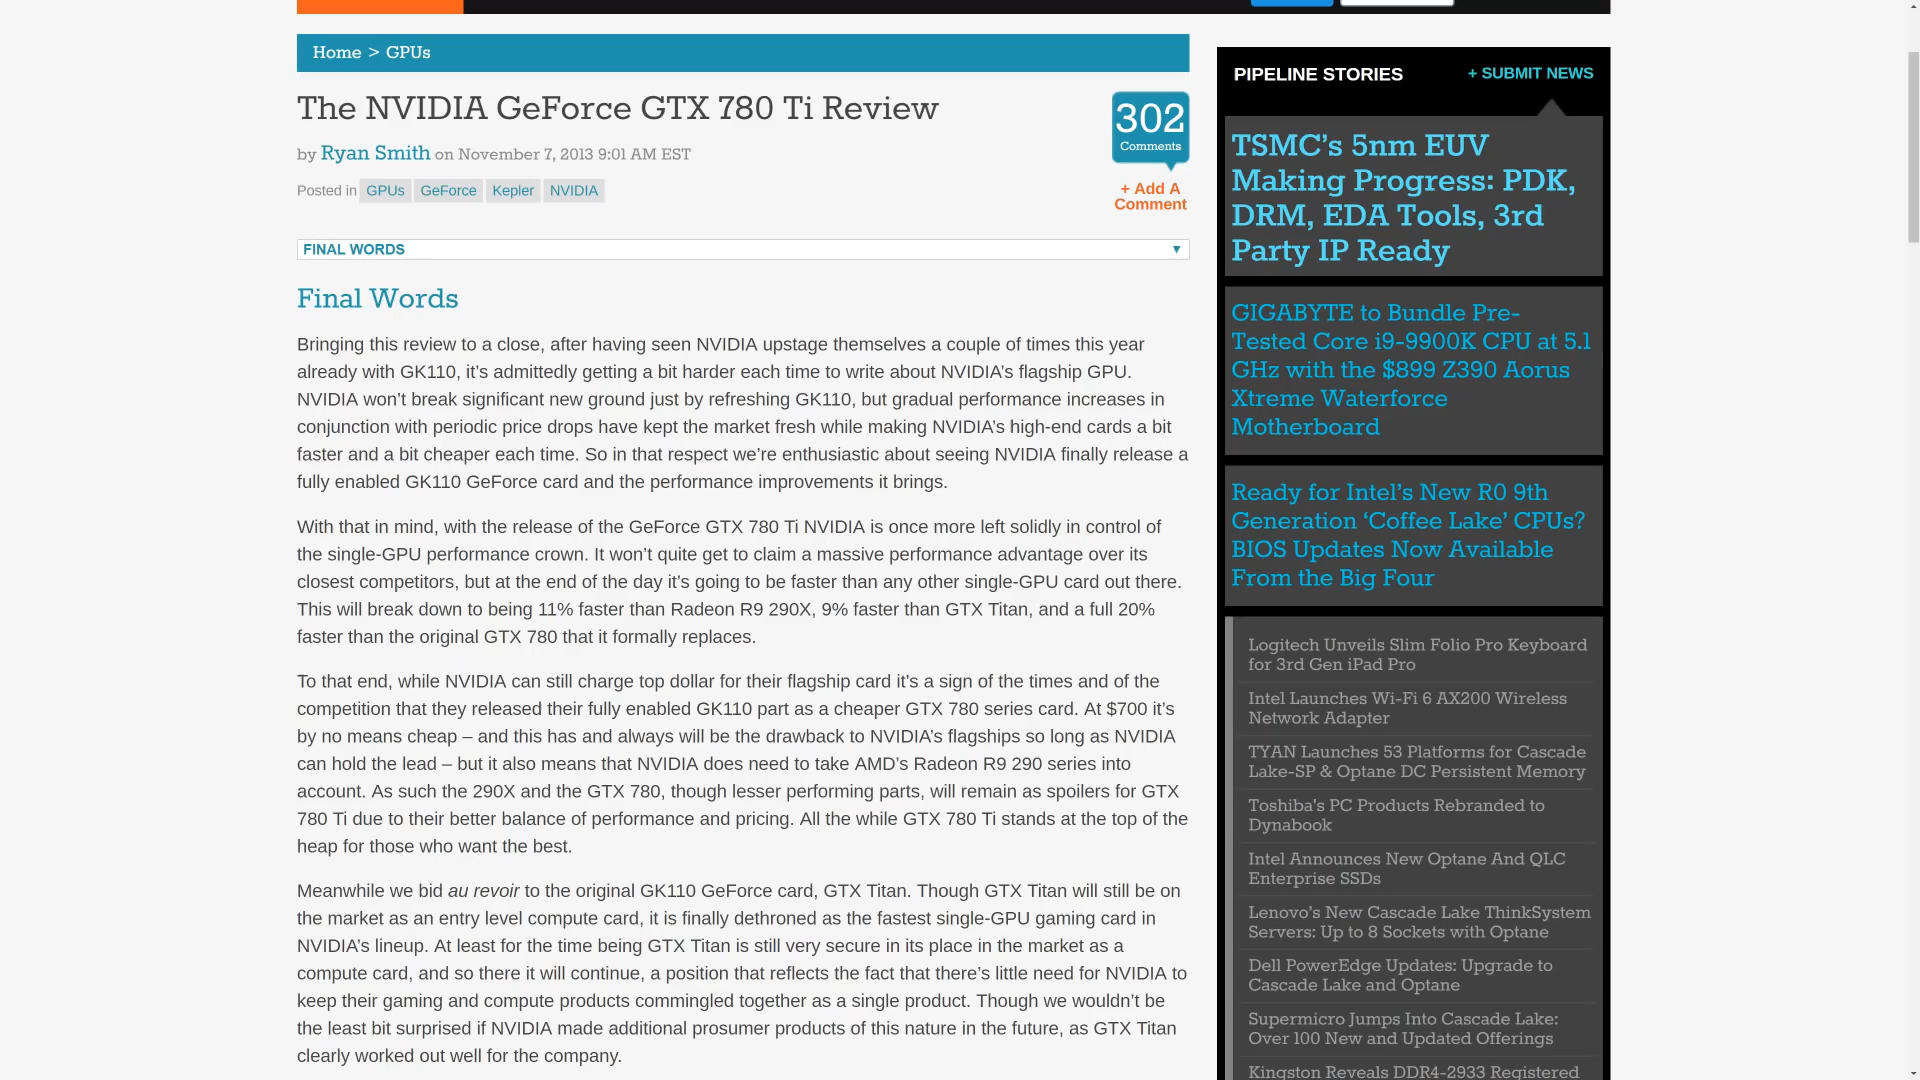 Home > GPUs
The NVIDIA GeForce GTX 780 Ti Review
by Ryan Smith on November 7, 2013 9:01 AM EST
Posted in GPUs GeForce Kepler NVIDIA
302
Comments
+ Add A
Comment
FINAL WORDS ▼
Final Words
Bringing this review to a close, after having seen NVIDIA upstage themselves a couple of times this year
already with GK110, it’s admittedly getting a bit harder each time to write about NVIDIA’s flagship GPU.
NVIDIA won’t break significant new ground just by refreshing GK110, but gradual performance increases in
conjunction with periodic price drops have kept the market fresh while making NVIDIA’s high-end cards a bit
faster and a bit cheaper each time. So in that respect we’re enthusiastic about seeing NVIDIA finally release a
fully enabled GK110 GeForce card and the performance improvements it brings.
With that in mind, with the release of the GeForce GTX 780 Ti NVIDIA is once more left solidly in control of
the single-GPU performance crown. It won’t quite get to claim a massive performance advantage over its
closest competitors, but at the end of the day it’s going to be faster than any other single-GPU card out there.
This will break down to being 11% faster than Radeon R9 290X, 9% faster than GTX Titan, and a full 20%
faster than the original GTX 780 that it formally replaces.
To that end, while NVIDIA can still charge top dollar for their flagship card it’s a sign of the times and of the
competition that they released their fully enabled GK110 part as a cheaper GTX 780 series card. At $700 it’s
by no means cheap – and this has and always will be the drawback to NVIDIA’s flagships so long as NVIDIA
can hold the lead – but it also means that NVIDIA does need to take AMD’s Radeon R9 290 series into
account. As such the 290X and the GTX 780, though lesser performing parts, will remain as spoilers for GTX
780 Ti due to their better balance of performance and pricing. All the while GTX 780 Ti stands at the top of the
heap for those who want the best.
Meanwhile we bid au revoir to the original GK110 GeForce card, GTX Titan. Though GTX Titan will still be on
the market as an entry level compute card, it is finally dethroned as the fastest single-GPU gaming card in
NVIDIA’s lineup. At least for the time being GTX Titan is still very secure in its place in the market as a
compute card, and so there it will continue, a position that reflects the fact that there’s little need for NVIDIA to
keep their gaming and compute products commingled together as a single product. Though we wouldn’t be
the least bit surprised if NVIDIA made additional prosumer products of this nature in the future, as GTX Titan
clearly worked out well for the company.
PIPELINE STORIES + SUBMIT NEWS
TSMC’s 5nm EUV
Making Progress: PDK,
DRM, EDA Tools, 3rd
Party IP Ready
GIGABYTE to Bundle Pre-
Tested Core i9-9900K CPU at 5.1
GHz with the $899 Z390 Aorus
Xtreme Waterforce
Motherboard
Ready for Intel’s New R0 9th
Generation ‘Coffee Lake’ CPUs?
BIOS Updates Now Available
From the Big Four
Logitech Unveils Slim Folio Pro Keyboard
for 3rd Gen iPad Pro
Intel Launches Wi-Fi 6 AX200 Wireless
Network Adapter
TYAN Launches 53 Platforms for Cascade
Lake-SP & Optane DC Persistent Memory
Toshiba’s PC Products Rebranded to
Dynabook
Intel Announces New Optane And QLC
Enterprise SSDs
Lenovo’s New Cascade Lake ThinkSystem
Servers: Up to 8 Sockets with Optane
Dell PowerEdge Updates: Upgrade to
Cascade Lake and Optane
Supermicro Jumps Into Cascade Lake:
Over 100 New and Updated Offerings
Kingston Reveals DDR4-2933 Registered